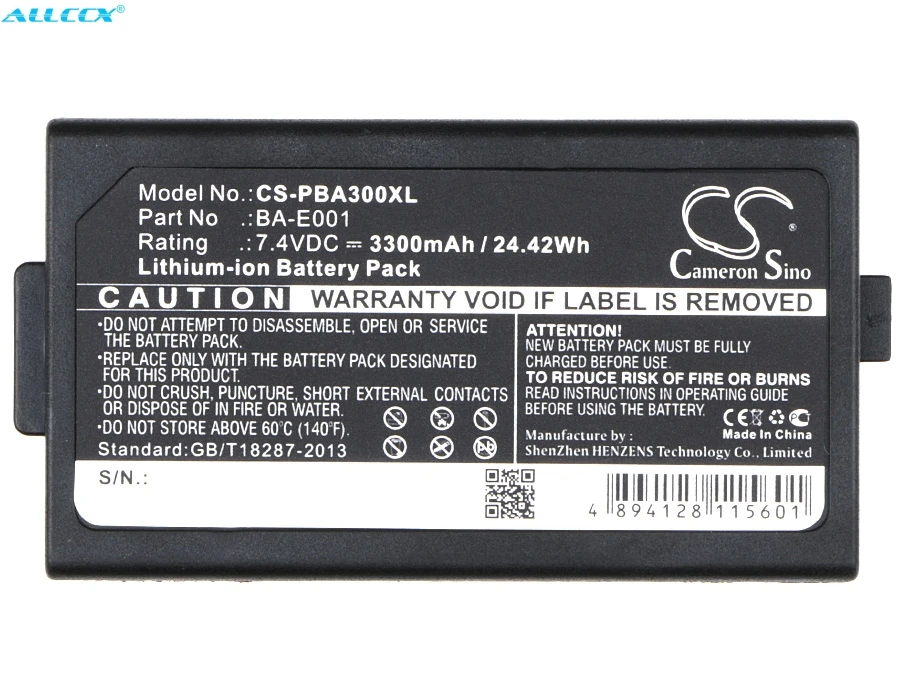 ALLCCX®
Model No.:CS-PBA300XL
Part No .:BA-E001
Rating .:7.4VDC ⎓ 3300mAh / 24.42Wh
Lithium-ion Battery Pack
CS®
Cameron Sino
CAUTION WARRANTY VOID IF LABEL IS REMOVED
•DO NOT ATTEMPT TO DISASSEMBLE, OPEN OR SERVICE
THE BATTERY PACK.
•REPLACE ONLY WITH THE BATTERY PACK DESIGNATED
FOR THIS PRODUCT.
•DO NOT CRUSH, PUNCTURE, SHORT EXTERNAL CONTACTS
OR DISPOSE OF IN FIRE OR WATER.
•DO NOT STORE ABOVE 60°C (140°F).
Standard:GB/T18287-2013
ATTENTION!
NEW BATTERY PACK MUST BE FULLY
CHARGED BEFORE USE.
TO REDUCE RISK OF FIRE OR BURNS
READ INSTRUCTIONS IN OPERATING GUIDE
BEFORE USING THE BATTERY.
CE
Pb
Made In China
Manufacture by :
ShenZhen HENZENS Technology Co., Limited
S/N.:
4 894128 115601